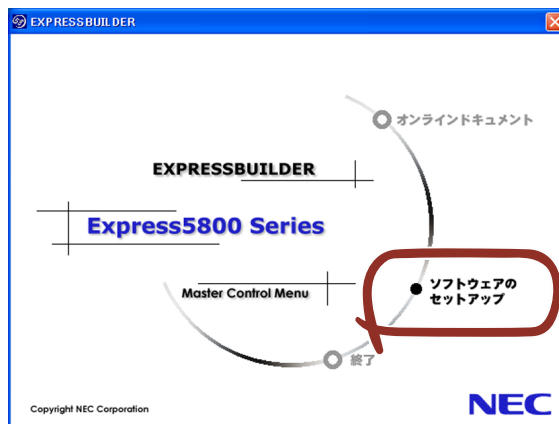 EXPRESSBUILDER
オンラインドキュメント
EXPRESSBUILDER
Express5800 Series
ソフトウェアの
セットアップ
Master Control Menu
終了
Copyright NEC Corporation
NEC